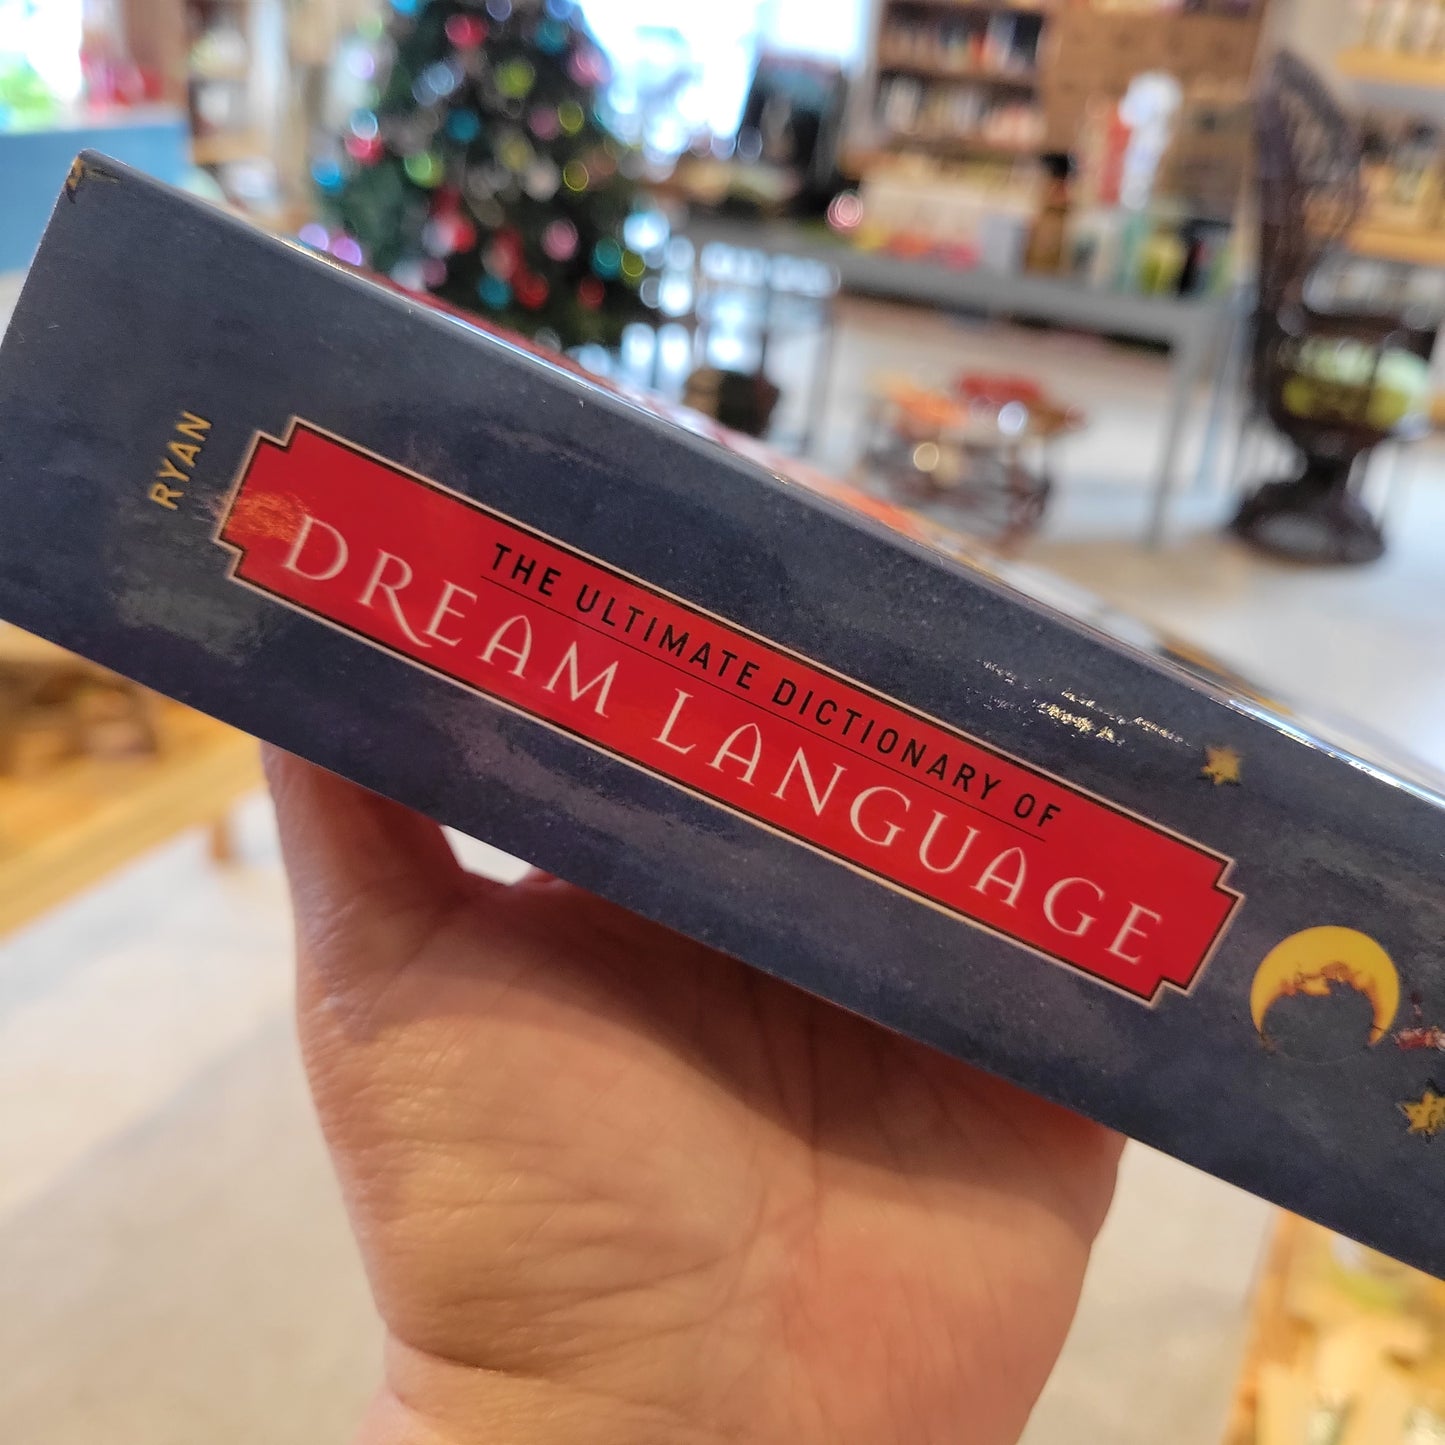 RYAN
THE ULTIMATE DICTIONARY OF
DREAM LANGUAGE